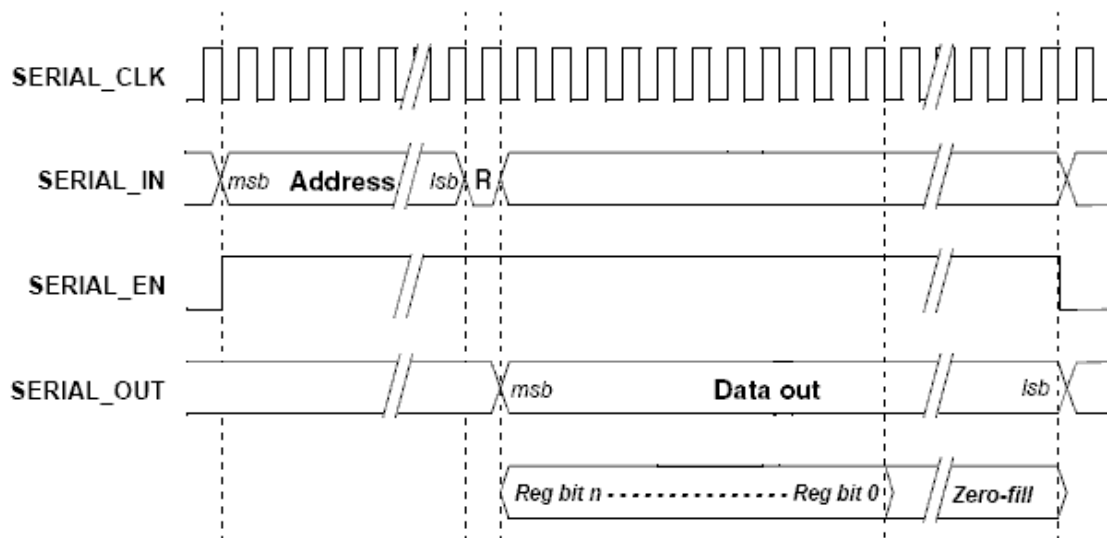 SERIAL_CLK
SERIAL_IN msb Address lsb R
SERIAL_EN
SERIAL_OUT msb Data out lsb
Reg bit n Reg bit 0 Zero-fill